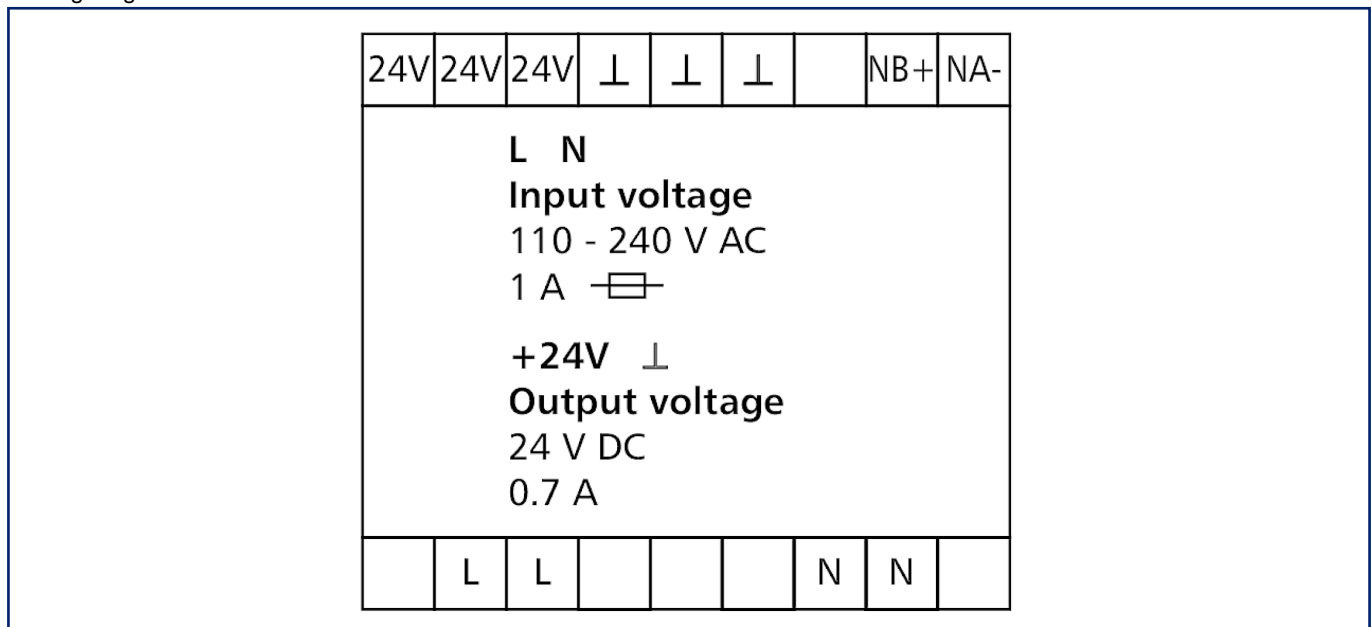 24V 24V 24V ⊥ ⊥ ⊥ NB+ NA-
L N
Input voltage
110 - 240 V AC
1 A
+24V ⊥
Output voltage
24 V DC
0.7 A
L L N N